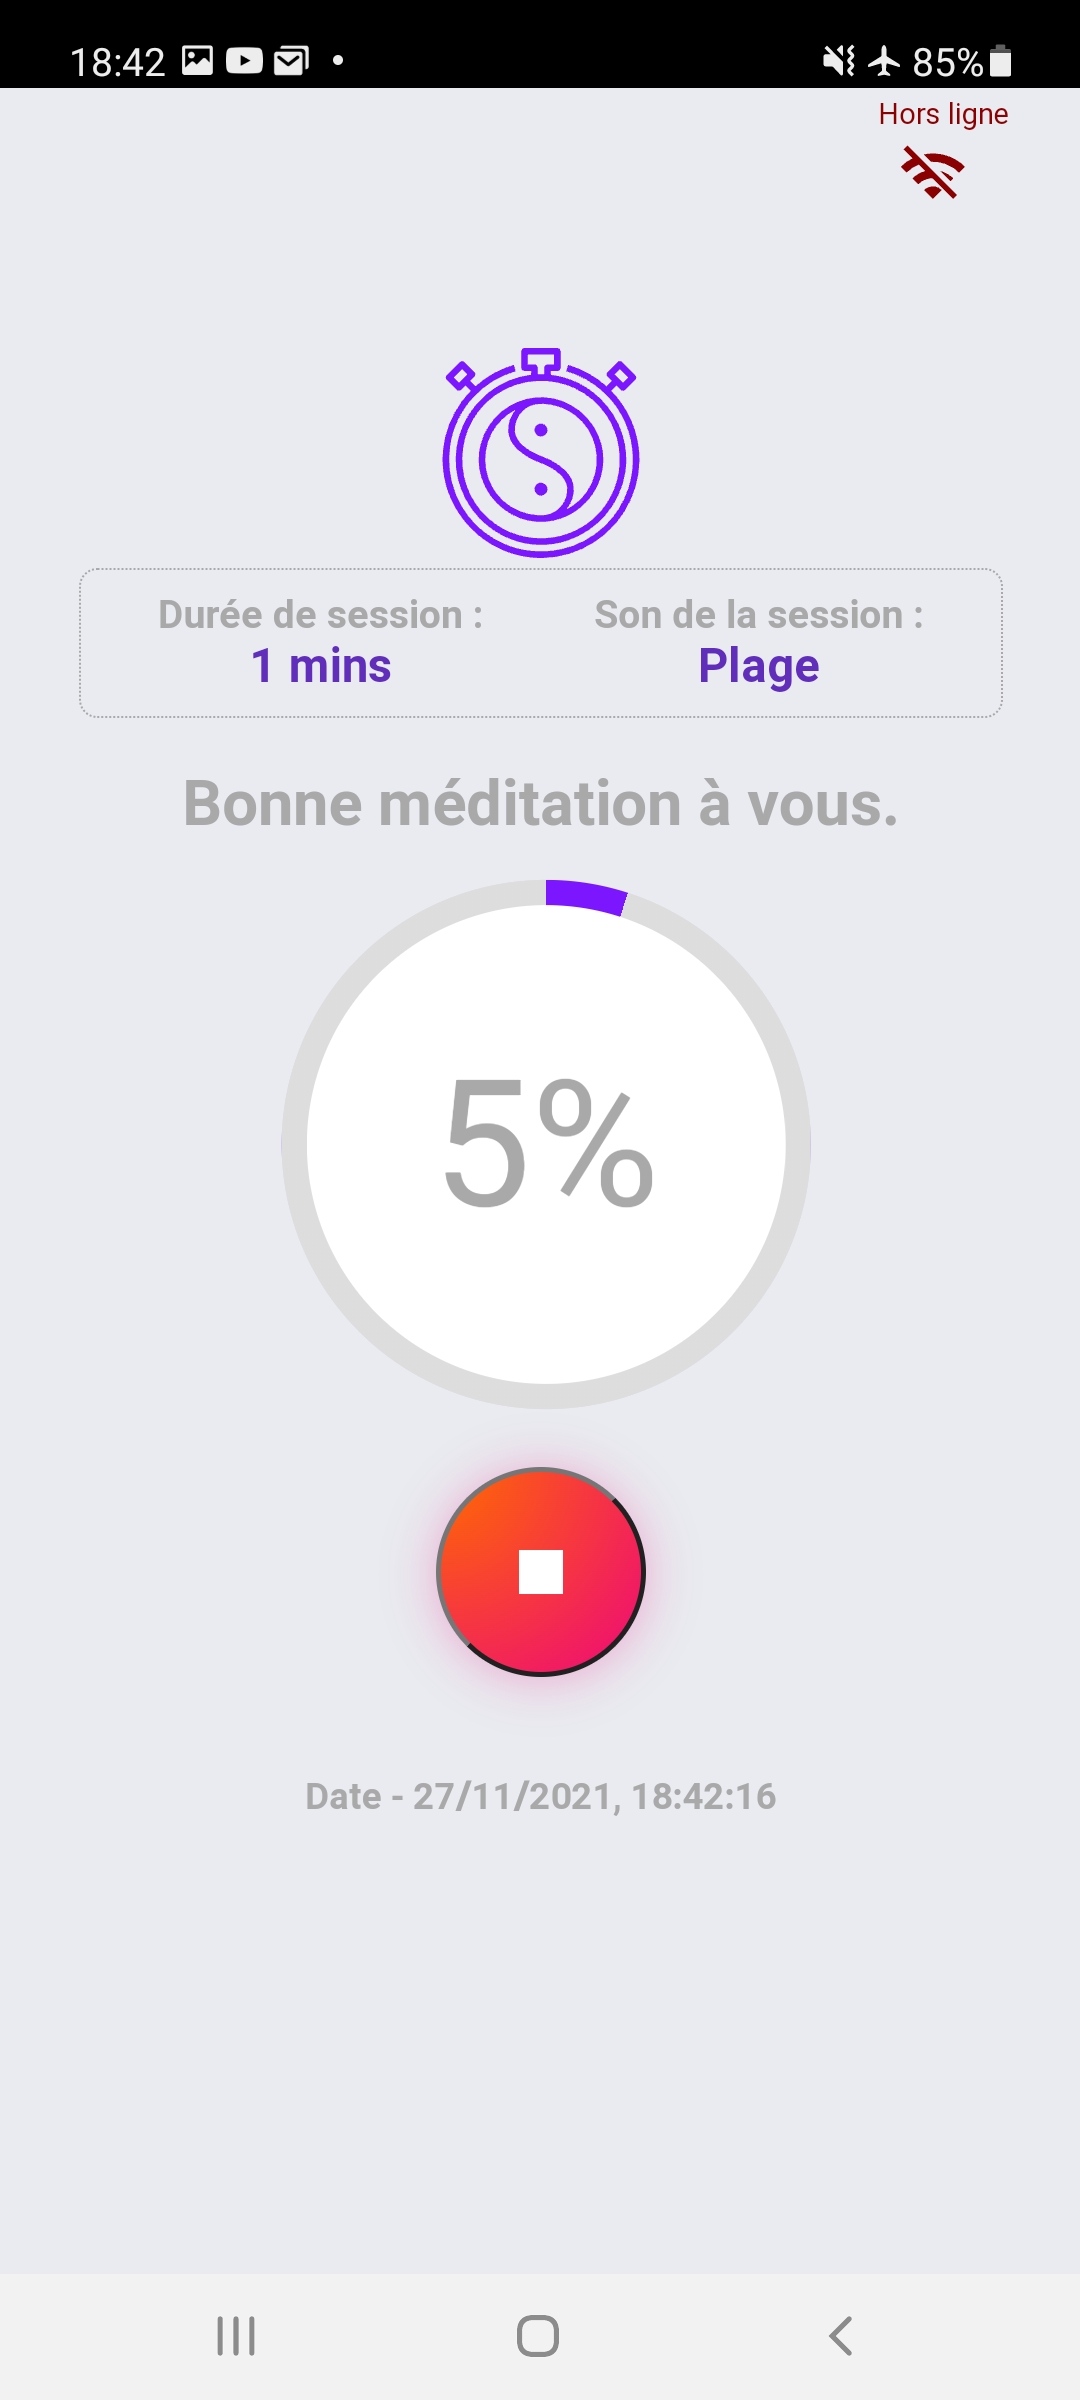 18:42
85%
Hors ligne
Durée de session :
1 mins
Son de la session :
Plage
Bonne méditation à vous.
5%
Date - 27/11/2021, 18:42:16